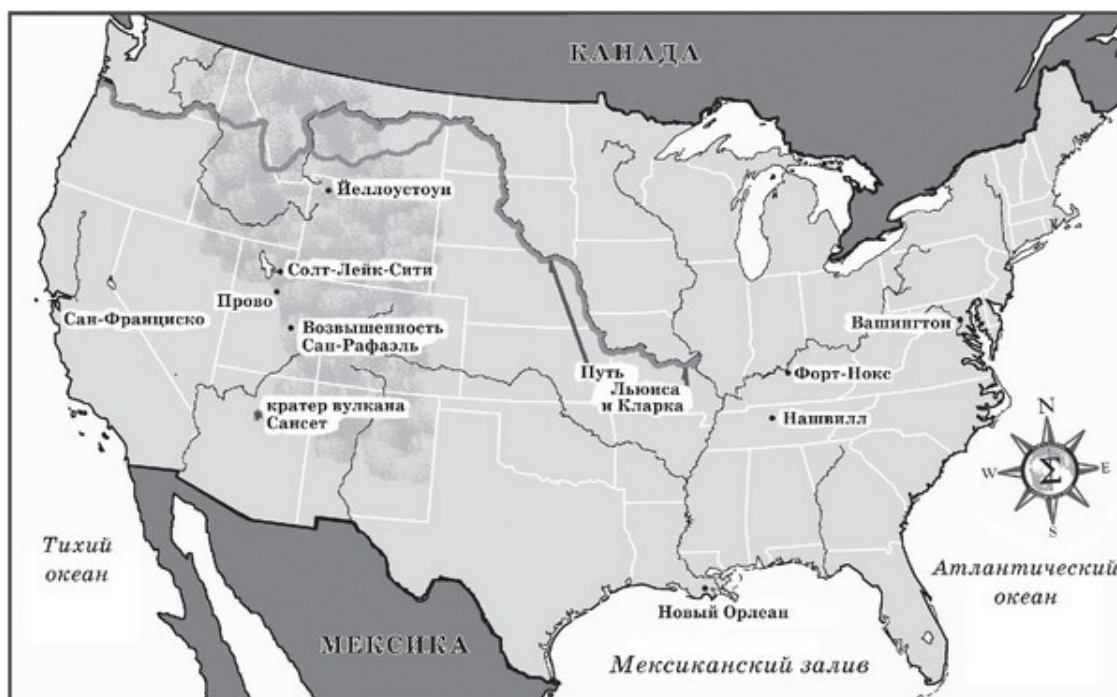 КАНАДА
Йеллоустоун
Солт-Лейк-Сити
Прово
Сан-Франциско
Возвышенность
Сан-Рафаэль
Вашингтон
Путь
Льюиса
и Кларка
Форт-Нокс
кратер вулкана
Сансет
Нашвилл
N
W
E
S
Σ
Тихий
океан
Атлантический
океан
Новый Орлеан
МЕКСИКА
Мексиканский залив